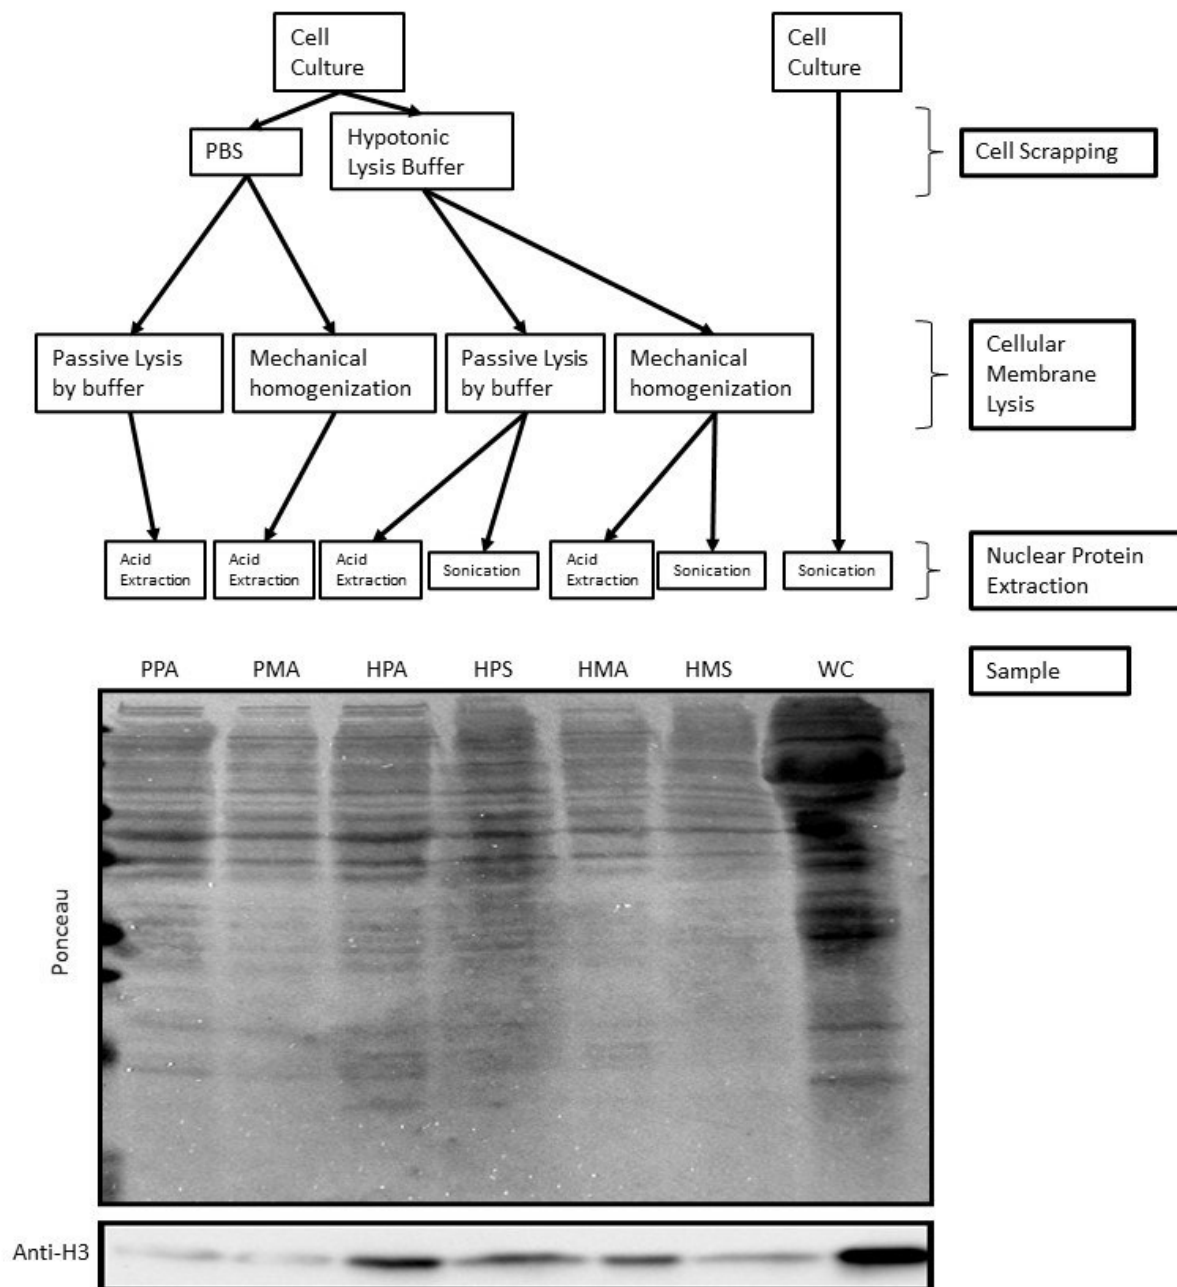 Cell
Culture
Cell
Culture
PBS
Hypotonic
Lysis Buffer
Cell Scrapping
Passive Lysis
by buffer
Mechanical
homogenization
Passive Lysis
by buffer
Mechanical
homogenization
Cellular
Membrane
Lysis
Acid
Extraction
Acid
Extraction
Acid
Extraction
Sonication
Acid
Extraction
Sonication
Sonication
Nuclear Protein
Extraction
PPA PMA HPA HPS HMA HMS WC
Sample
Ponceau
Anti-H3